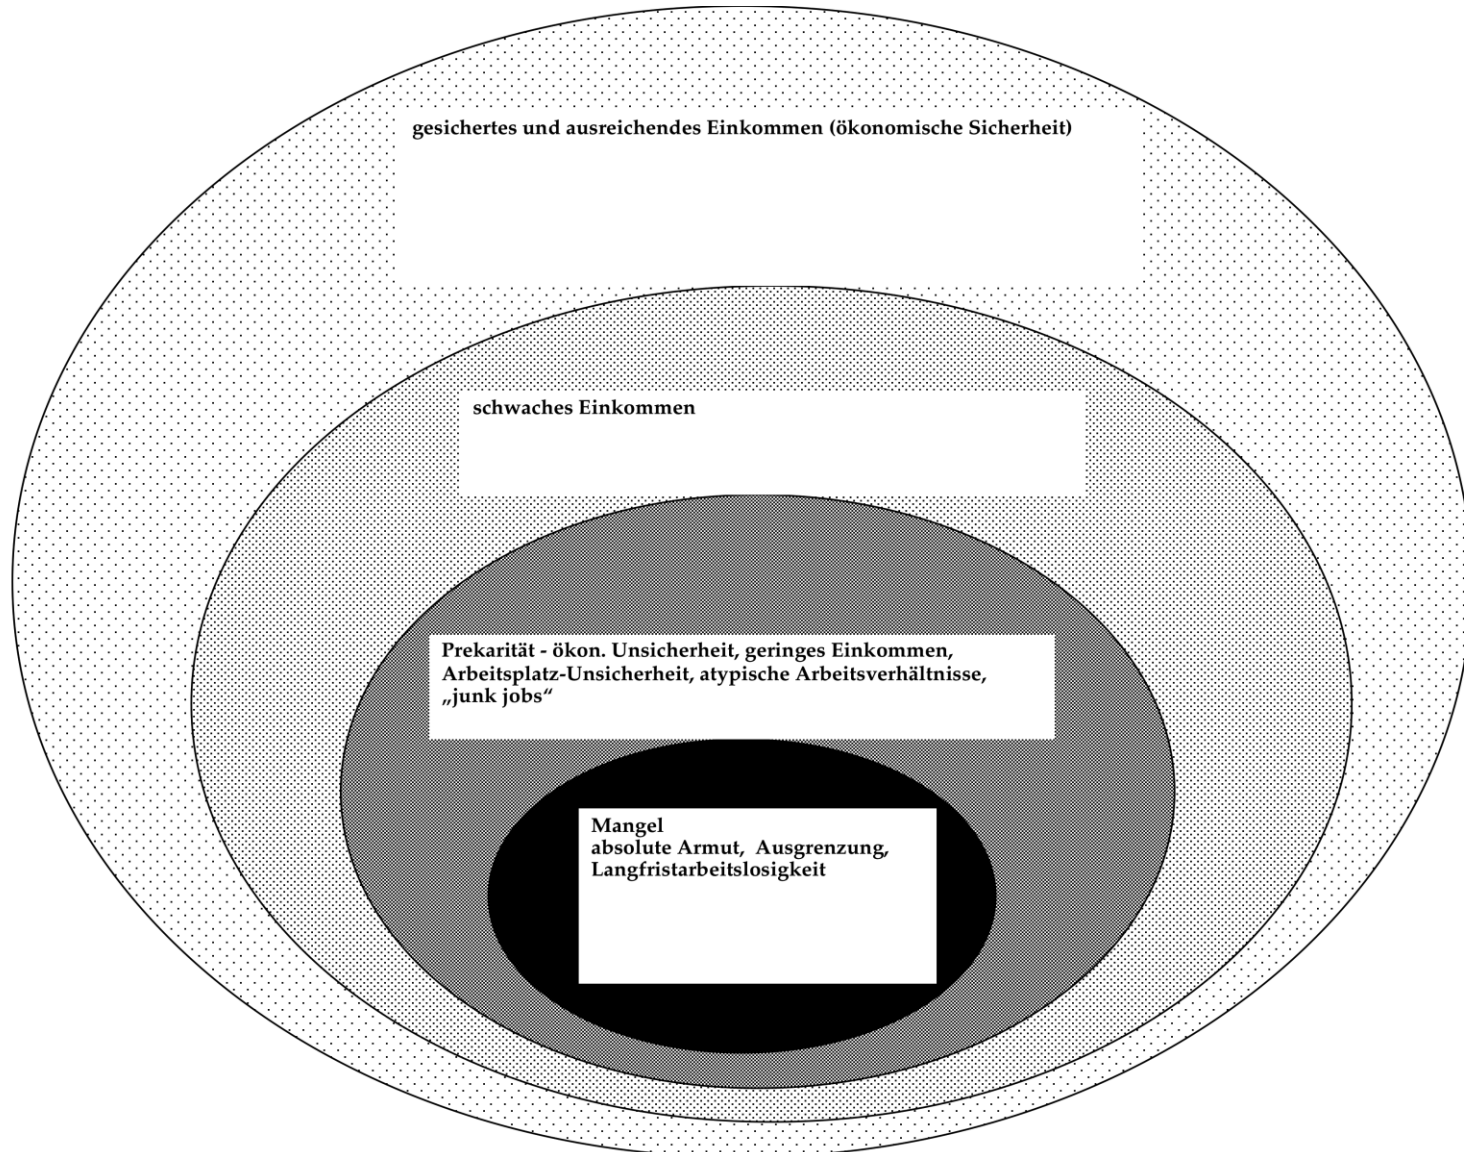 gesichertes und ausreichendes Einkommen (ökonomische Sicherheit)
schwaches Einkommen
Prekarität - ökon. Unsicherheit, geringes Einkommen,
Arbeitsplatz-Unsicherheit, atypische Arbeitsverhältnisse,
„junk jobs“
Mangel
absolute Armut, Ausgrenzung,
Langfristarbeitslosigkeit